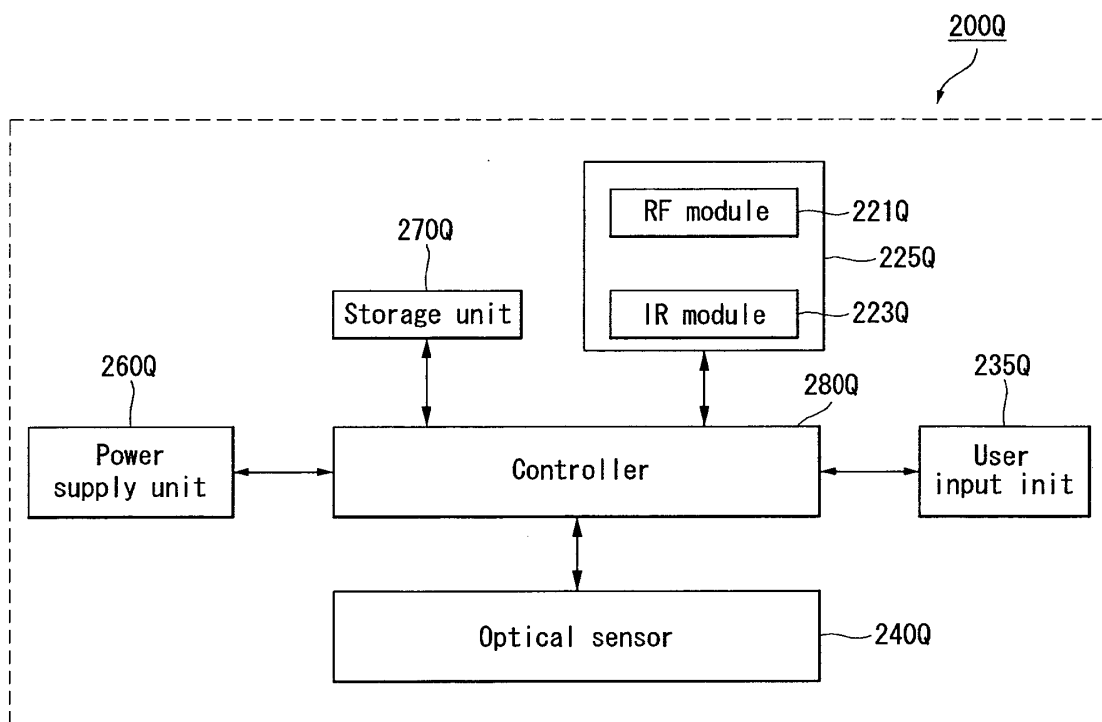 200Q
RF module
221Q
225Q
270Q
Storage unit
IR module
223Q
260Q
280Q
235Q
Power
supply unit
Controller
User
input init
Optical sensor
240Q